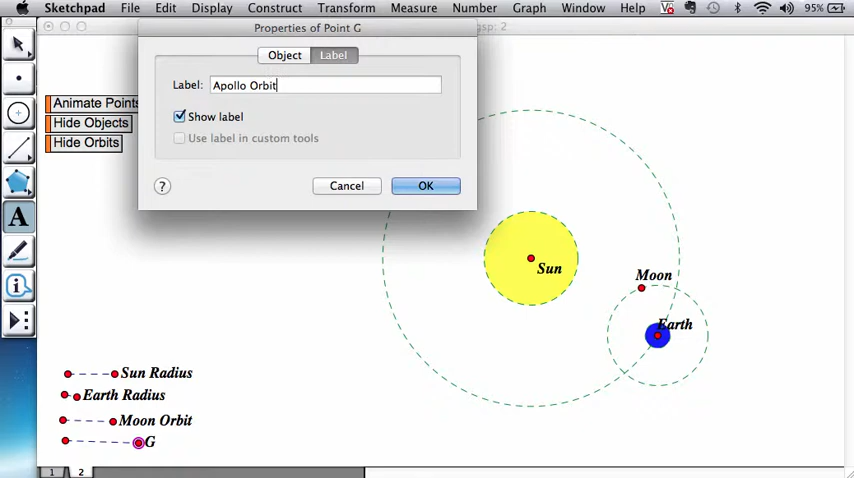 Sketchpad File Edit Display Construct Transform Measure Number Graph Window Help 95%
Properties of Point G
gsp: 2
Object Label
Label: Apollo Orbit
Show label
Use label in custom tools
? Cancel OK
Animate Points
Hide Objects
Hide Orbits
A
Sun
Moon
Earth
Sun Radius
Earth Radius
Moon Orbit
G
1 2